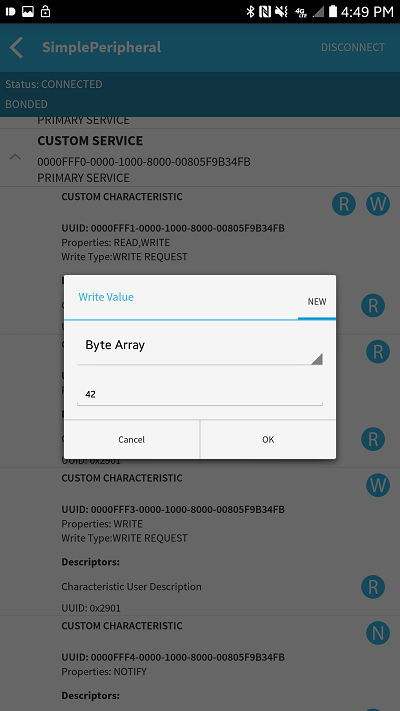 4G LTE 4:49 PM
SimplePeripheral DISCONNECT
Status: CONNECTED
BONDED
PRIMARY SERVICE
CUSTOM SERVICE
0000FFF0-0000-1000-8000-00805F9B34FB
PRIMARY SERVICE
CUSTOM CHARACTERISTIC R W
UUID: 0000FFF1-0000-1000-8000-00805F9B34FB
Properties: READ,WRITE
Write Type:WRITE REQUEST
R
R
R
Write Value
NEW
Byte Array
42
Cancel OK
UUID: 0x2901
CUSTOM CHARACTERISTIC W
UUID: 0000FFF3-0000-1000-8000-00805F9B34FB
Properties: WRITE
Write Type:WRITE REQUEST
Descriptors:
Characteristic User Description R
UUID: 0x2901
CUSTOM CHARACTERISTIC N
UUID: 0000FFF4-0000-1000-8000-00805F9B34FB
Properties: NOTIFY
Descriptors: